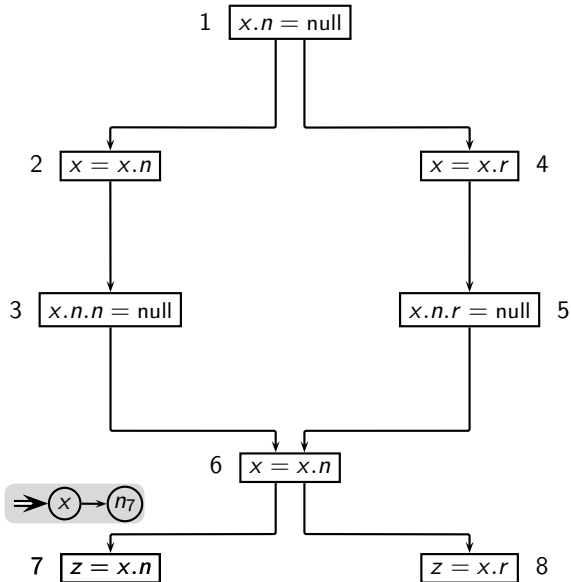 1 x.n = null
2 x = x.n
x = x.r 4
3 x.n.n = null
x.n.r = null 5
6 x = x.n
x n₇
7 z = x.n
z = x.r 8